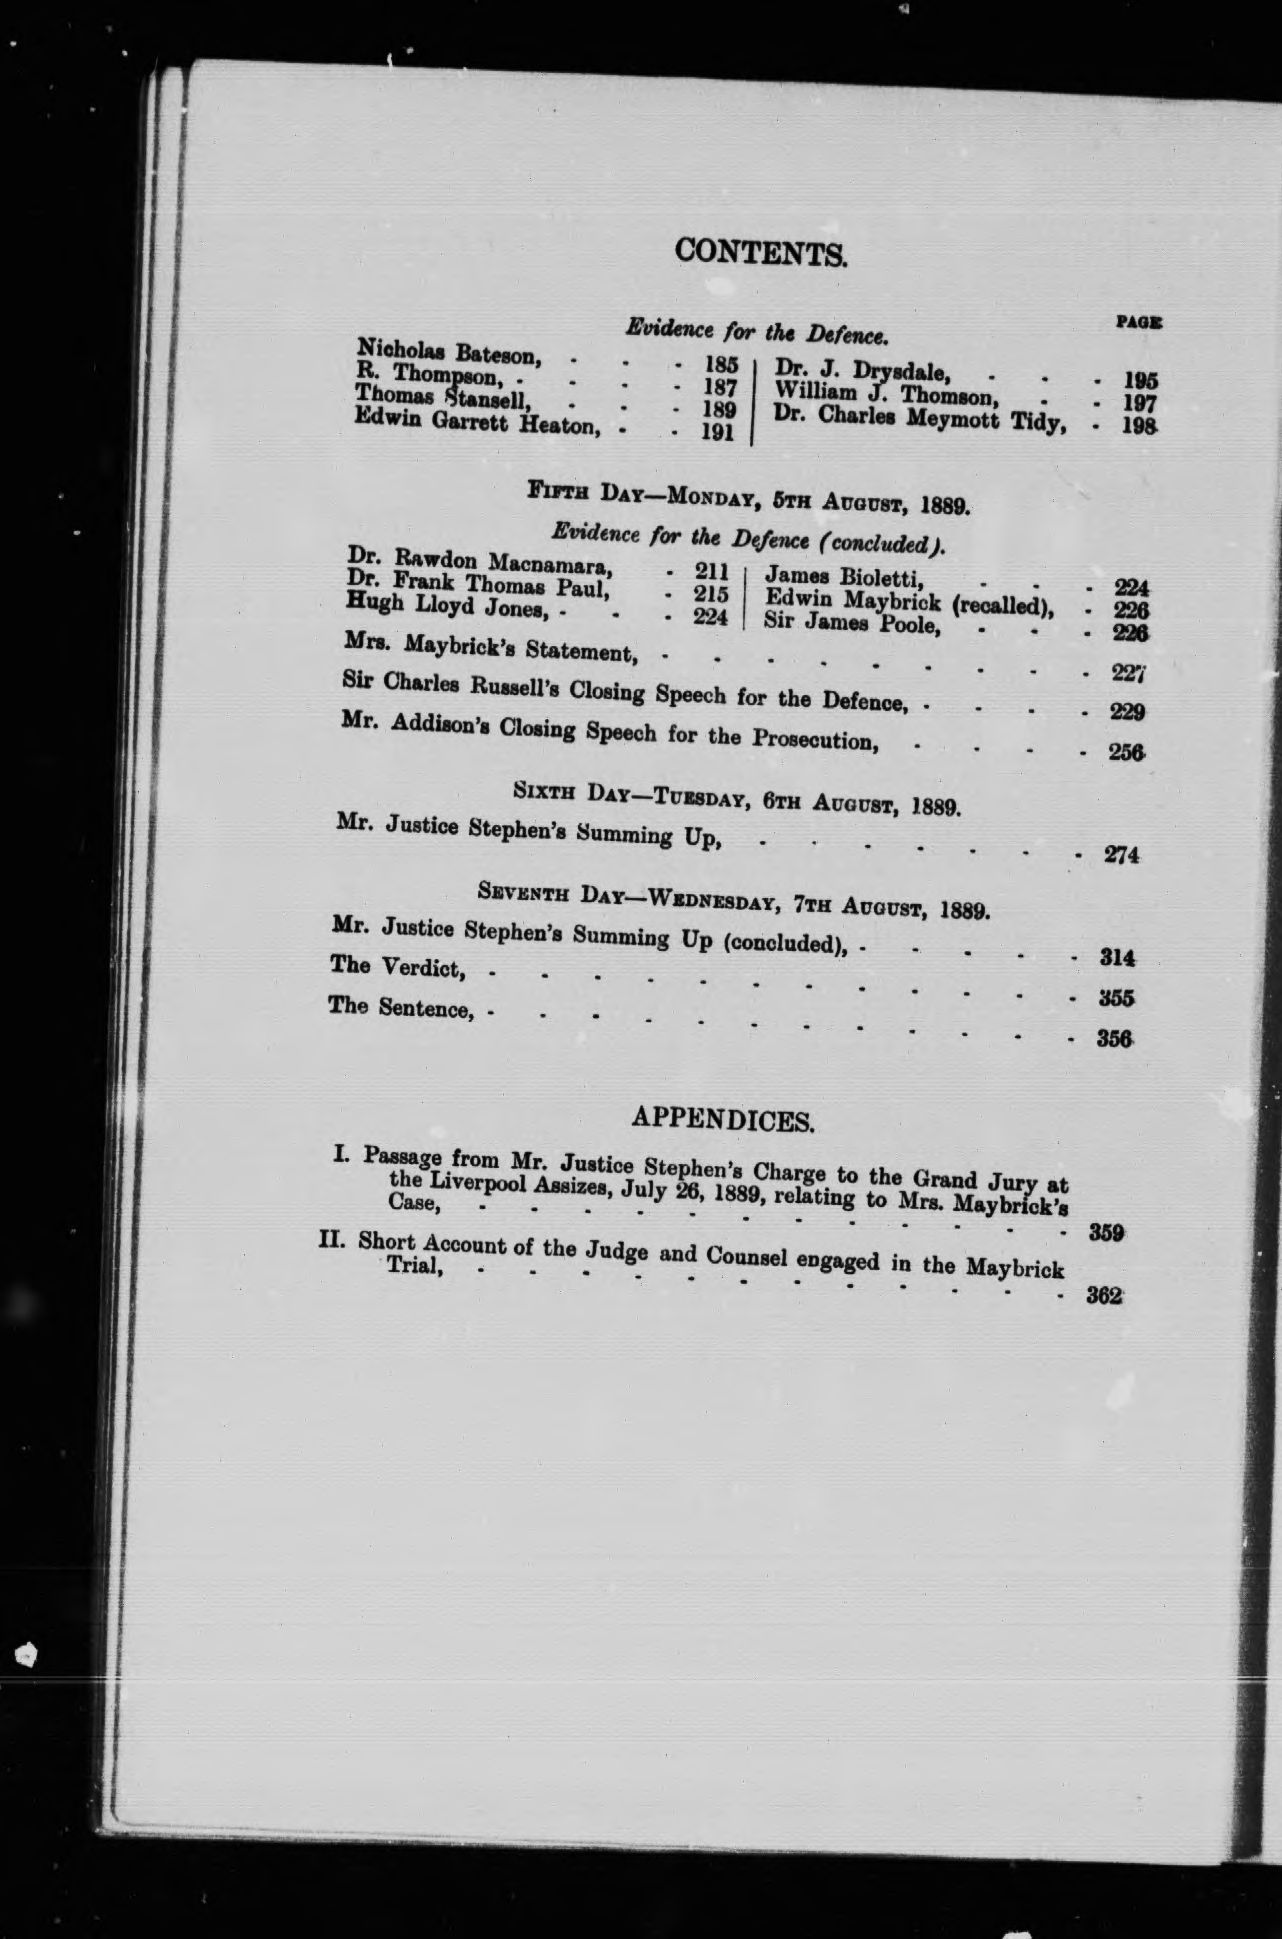 CONTENTS.
PAGE
Evidence for the Defence.
Nicholas Bateson, - - - 185
R. Thompson, - - - - 187
Thomas Stansell, - - - 189
Edwin Garrett Heaton, - - 191
Dr. J. Drysdale, - - - 195
William J. Thomson, - - 197
Dr. Charles Meymott Tidy, - 198
FIFTH DAY—MONDAY, 5TH AUGUST, 1889.
Evidence for the Defence (concluded).
Dr. Rawdon Macnamara, - 211
Dr. Frank Thomas Paul, - 215
Hugh Lloyd Jones, - - - 224
James Bioletti, - - - 224
Edwin Maybrick (recalled), - 226
Sir James Poole, - - - 226
Mrs. Maybrick's Statement, - - - - - - - - - 227
Sir Charles Russell's Closing Speech for the Defence, - - - - 229
Mr. Addison's Closing Speech for the Prosecution, - - - - 256
SIXTH DAY—TUESDAY, 6TH AUGUST, 1889.
Mr. Justice Stephen's Summing Up, - - - - - - - 274
SEVENTH DAY—WEDNESDAY, 7TH AUGUST, 1889.
Mr. Justice Stephen's Summing Up (concluded), - - - - - 314
The Verdict, - - - - - - - - - - - - 355
The Sentence, - - - - - - - - - - - - 356
APPENDICES.
I. Passage from Mr. Justice Stephen's Charge to the Grand Jury at
the Liverpool Assizes, July 26, 1889, relating to Mrs. Maybrick's
Case, - - - - - - - - - - - - 359
II. Short Account of the Judge and Counsel engaged in the Maybrick
Trial, - - - - - - - - - - - - 362